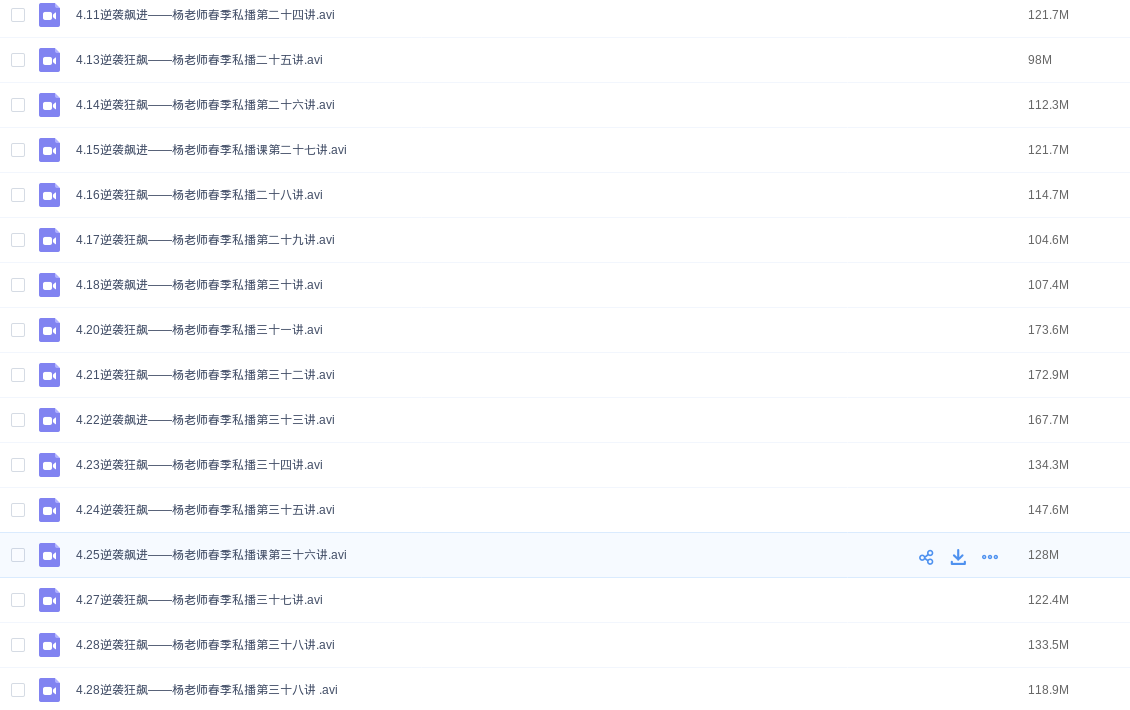 4.11逆袭飙进——杨老师春季私播第二十四讲.avi 121.7M
4.13逆袭狂飙——杨老师春季私播二十五讲.avi 98M
4.14逆袭狂飙——杨老师春季私播第二十六讲.avi 112.3M
4.15逆袭飙进——杨老师春季私播课第二十七讲.avi 121.7M
4.16逆袭狂飙——杨老师春季私播二十八讲.avi 114.7M
4.17逆袭狂飙——杨老师春季私播第二十九讲.avi 104.6M
4.18逆袭飙进——杨老师春季私播第三十讲.avi 107.4M
4.20逆袭狂飙——杨老师春季私播三十一讲.avi 173.6M
4.21逆袭狂飙——杨老师春季私播第三十二讲.avi 172.9M
4.22逆袭飙进——杨老师春季私播第三十三讲.avi 167.7M
4.23逆袭狂飙——杨老师春季私播三十四讲.avi 134.3M
4.24逆袭狂飙——杨老师春季私播第三十五讲.avi 147.6M
4.25逆袭飙进——杨老师春季私播课第三十六讲.avi 128M
4.27逆袭狂飙——杨老师春季私播三十七讲.avi 122.4M
4.28逆袭狂飙——杨老师春季私播第三十八讲.avi 133.5M
4.28逆袭狂飙——杨老师春季私播第三十八讲 .avi 118.9M